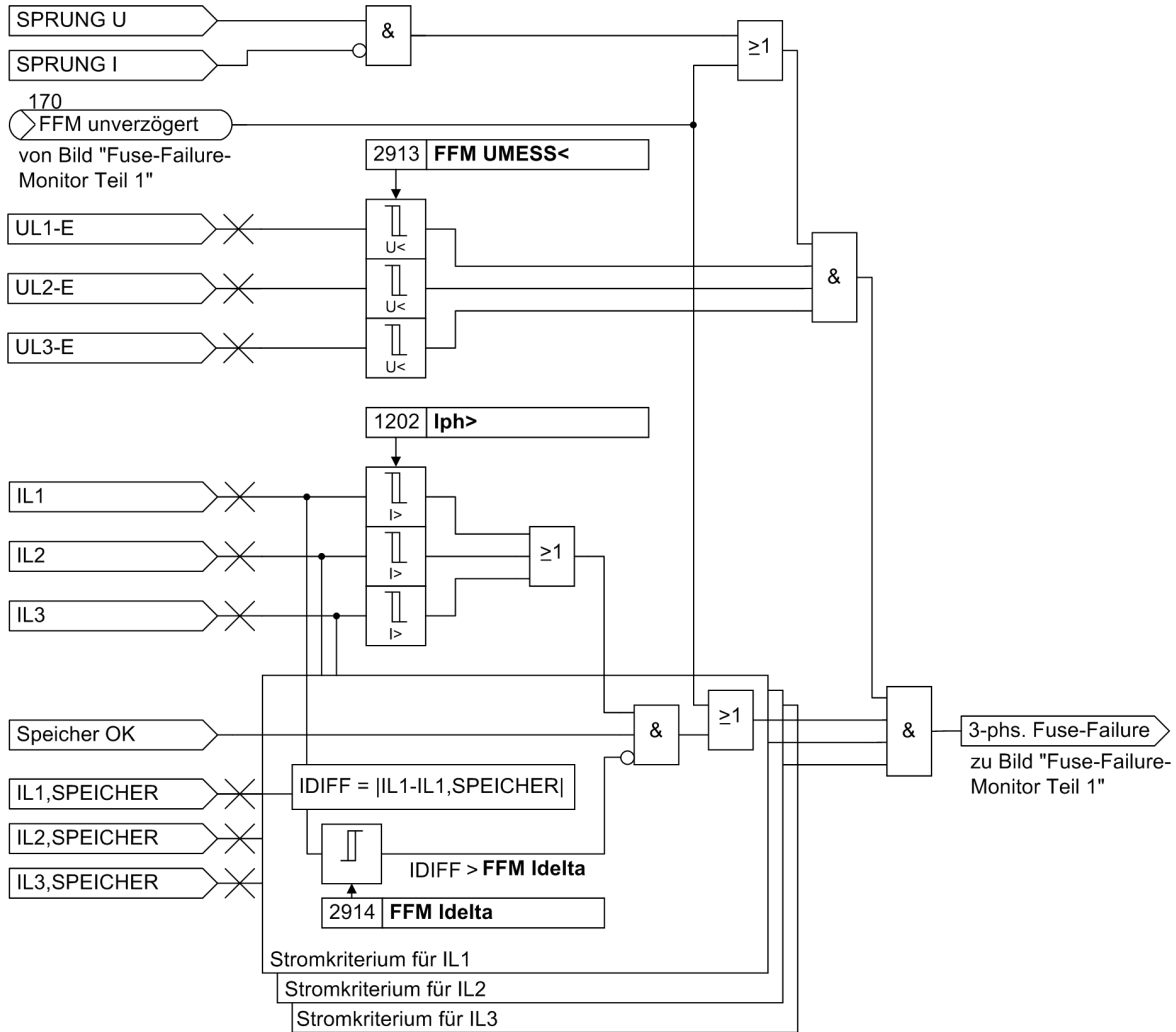 SPRUNG U
&
≥1
SPRUNG I
170
FFM unverzögert
von Bild "Fuse-Failure-
Monitor Teil 1"
2913 FFM UMESS<
UL1-E
U<
&
UL2-E
U<
UL3-E
U<
1202 Iph>
IL1
I>
IL2
I>
≥1
IL3
I>
Speicher OK
&
≥1
&
3-phs. Fuse-Failure
zu Bild "Fuse-Failure-
Monitor Teil 1"
IL1,SPEICHER
IDIFF = |IL1-IL1,SPEICHER|
IL2,SPEICHER
IL3,SPEICHER
IDIFF > FFM Idelta
2914 FFM Idelta
Stromkriterium für IL1
Stromkriterium für IL2
Stromkriterium für IL3